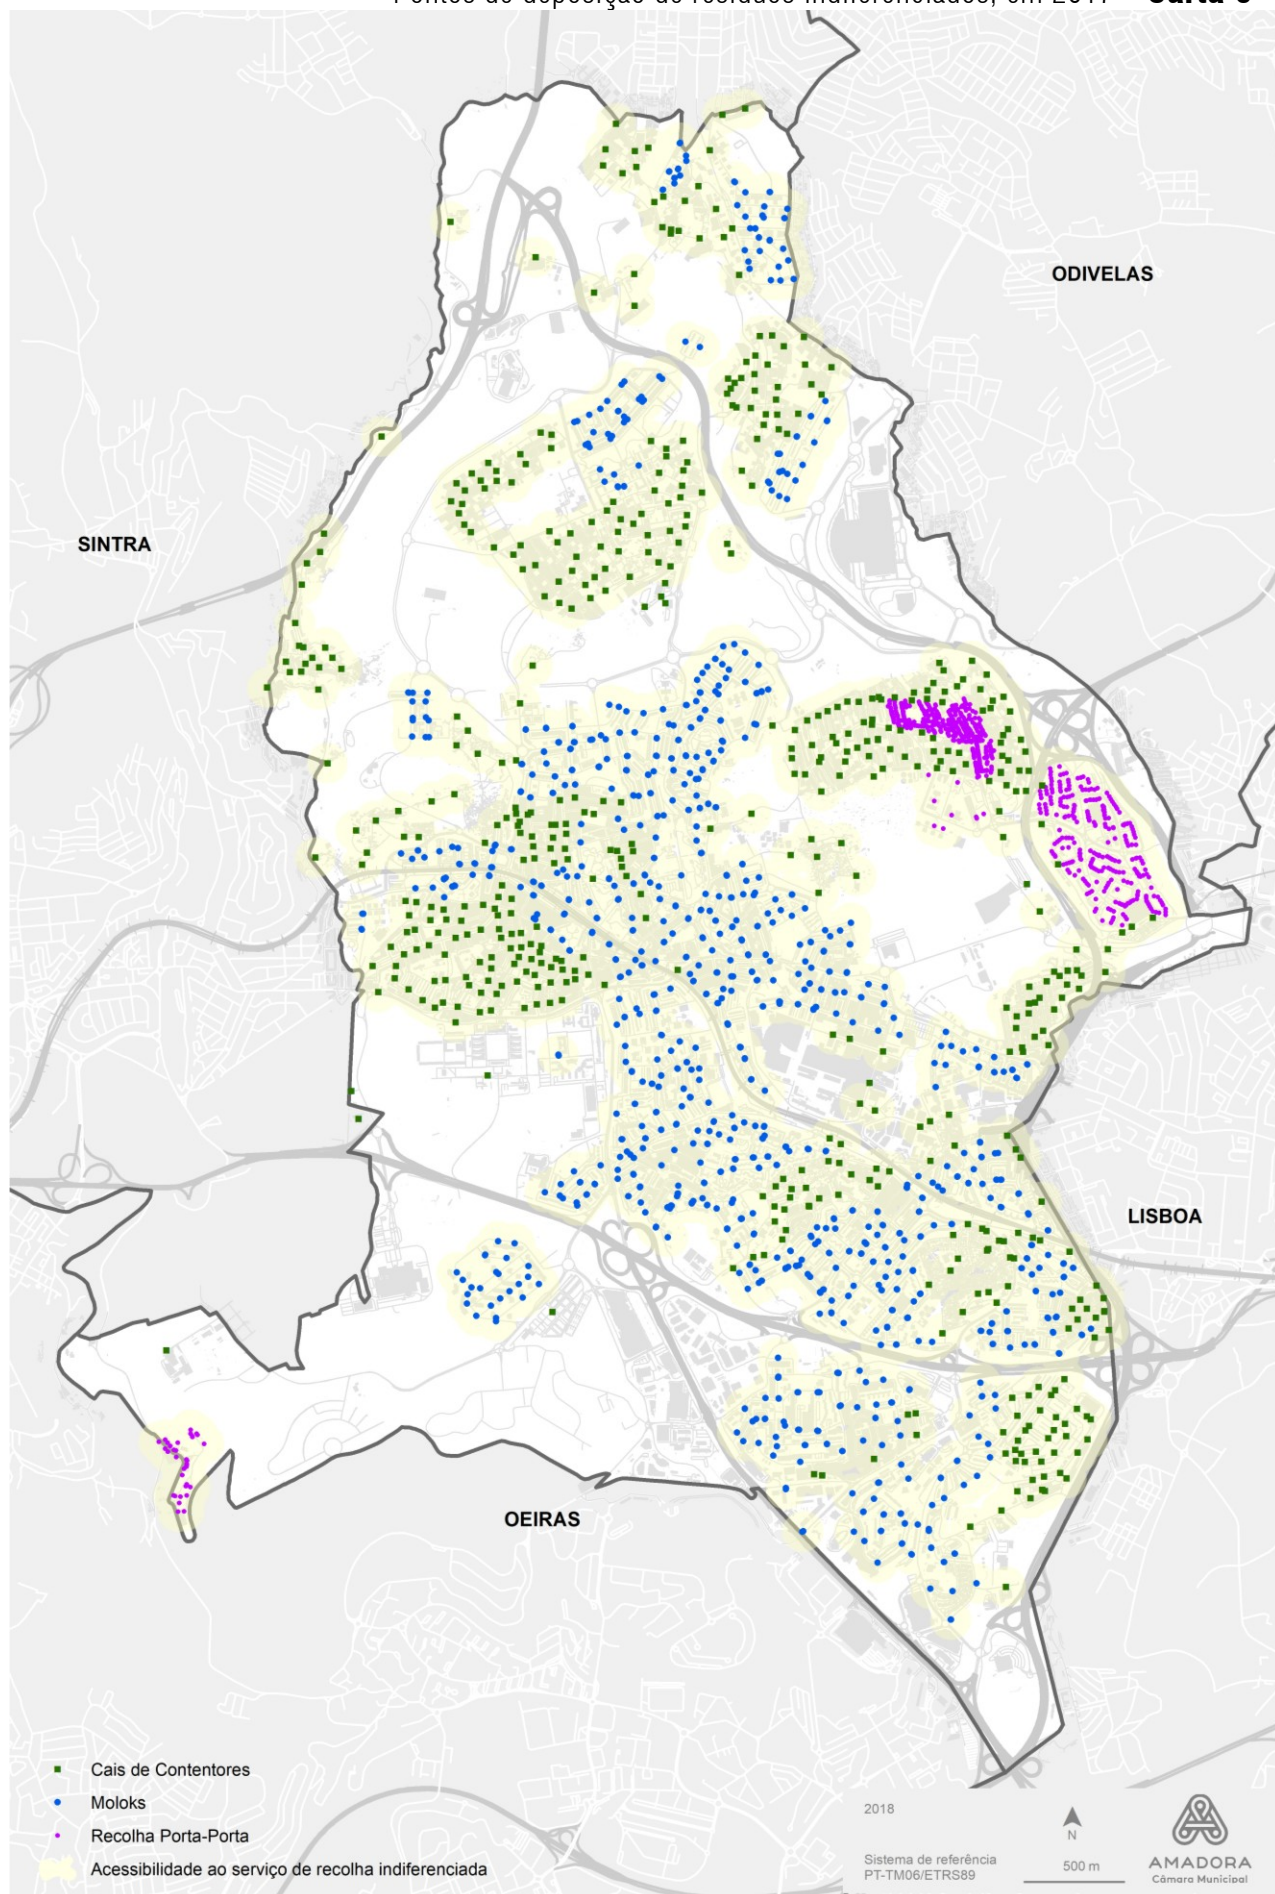 ODIVELAS
SINTRA
LISBOA
OEIRAS
Cais de Contentores
Moloks
Recolha Porta-Porta
Acessibilidade ao serviço de recolha indiferenciada
2018
Sistema de referência
PT-TM06/ETRS89
N
500 m
AMADORA
Câmara Municipal